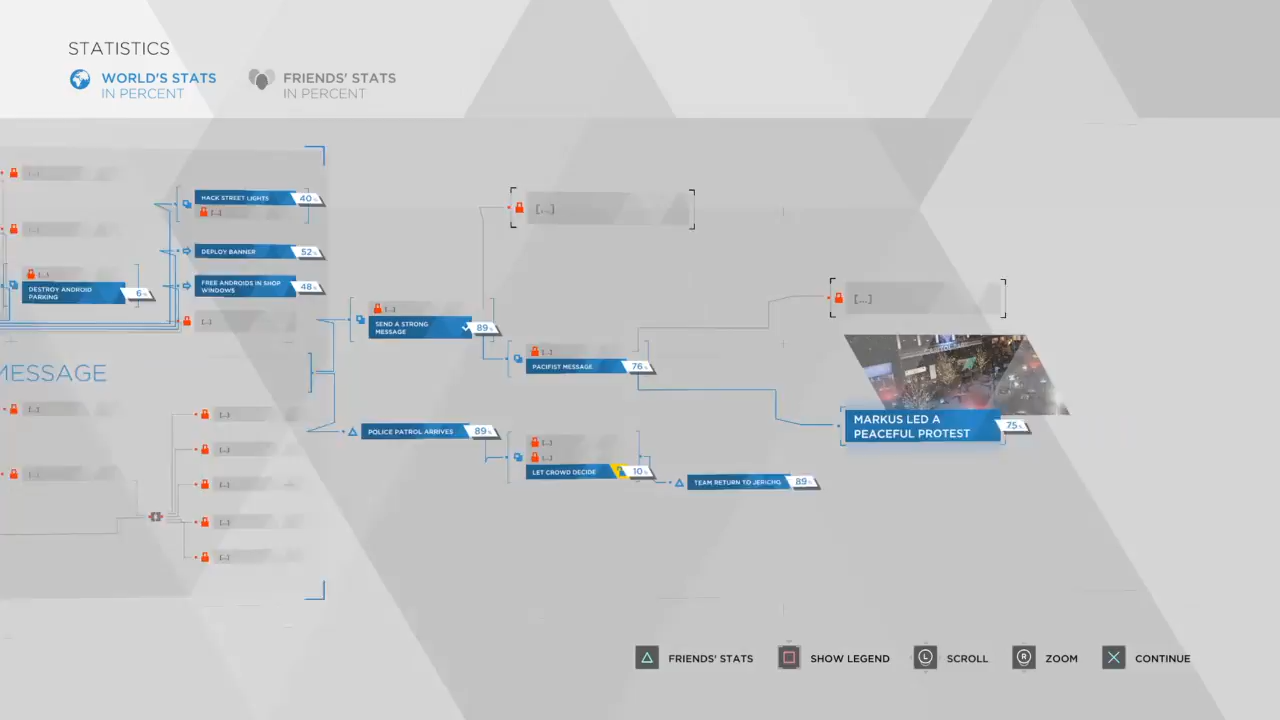 STATISTICS
WORLD'S STATS
IN PERCENT
FRIENDS' STATS
IN PERCENT
[...]
HACK STREET LIGHTS 40%
[...]
[...]
[...]
DEPLOY BANNER 52%
[...]
DESTROY ANDROID
PARKING 6%
FREE ANDROIDS IN SHOP
WINDOWS 48%
[...]
[...]
[...]
SEND A STRONG
MESSAGE 89%
[...]
PACIFIST MESSAGE 76%
MESSAGE
[...]
[...]
MARKUS LED A
PEACEFUL PROTEST 75%
POLICE PATROL ARRIVES 89%
[...]
[...]
[...]
LET CROWD DECIDE 10%
[...]
TEAM RETURN TO JERICHO 89%
[...]
[...]
[...]
FRIENDS' STATS
SHOW LEGEND
L SCROLL
R ZOOM
CONTINUE